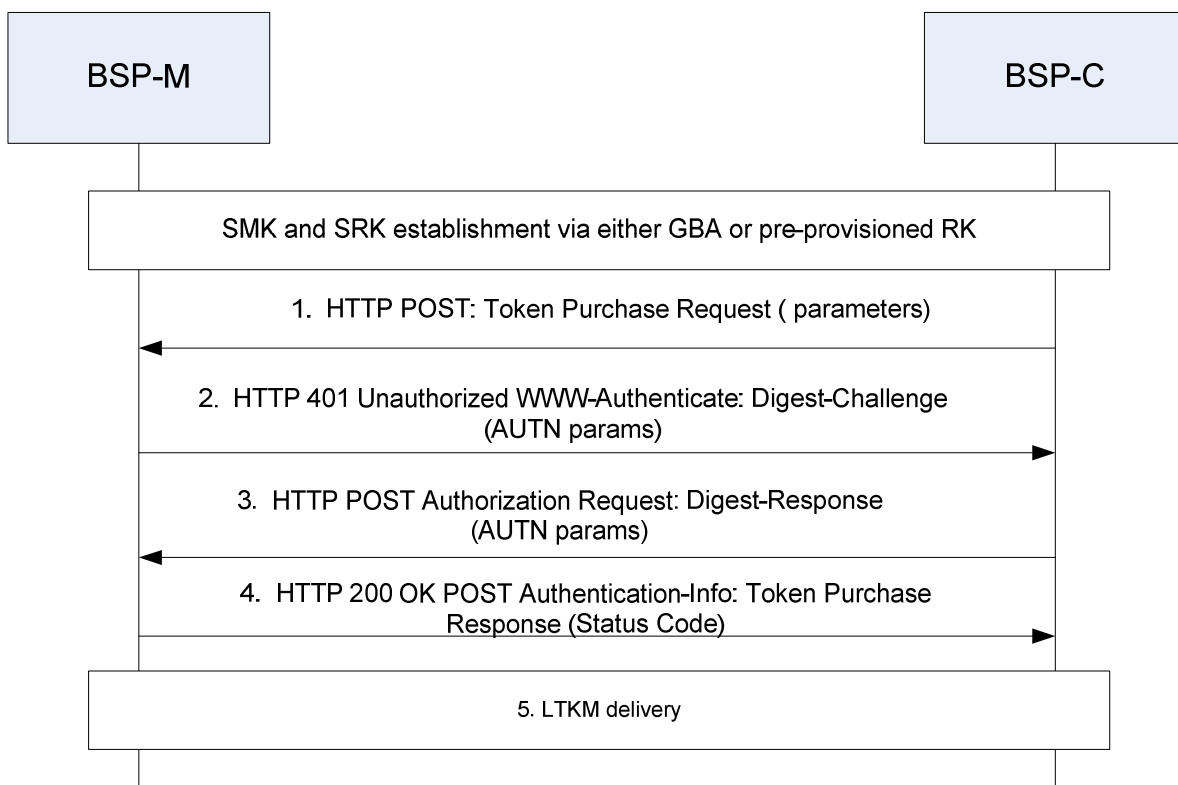 BSP-M
BSP-C
SMK and SRK establishment via either GBA or pre-provisioned RK
1. HTTP POST: Token Purchase Request ( parameters)
2. HTTP 401 Unauthorized WWW-Authenticate: Digest-Challenge
(AUTN params)
3. HTTP POST Authorization Request: Digest-Response
(AUTN params)
4. HTTP 200 OK POST Authentication-Info: Token Purchase
Response (Status Code)
5. LTKM delivery